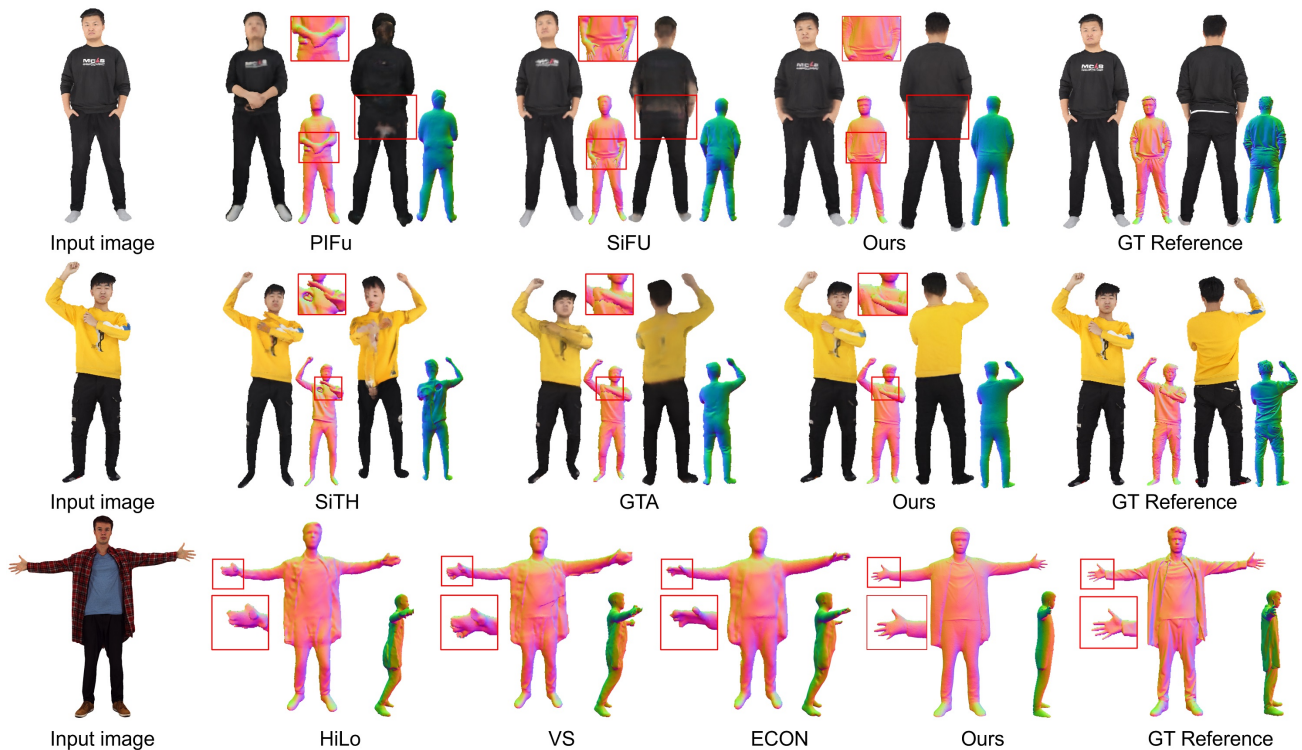 Input image PIFu SiFU Ours GT Reference
Input image SiTH GTA Ours GT Reference
Input image HiLo VS ECON Ours GT Reference